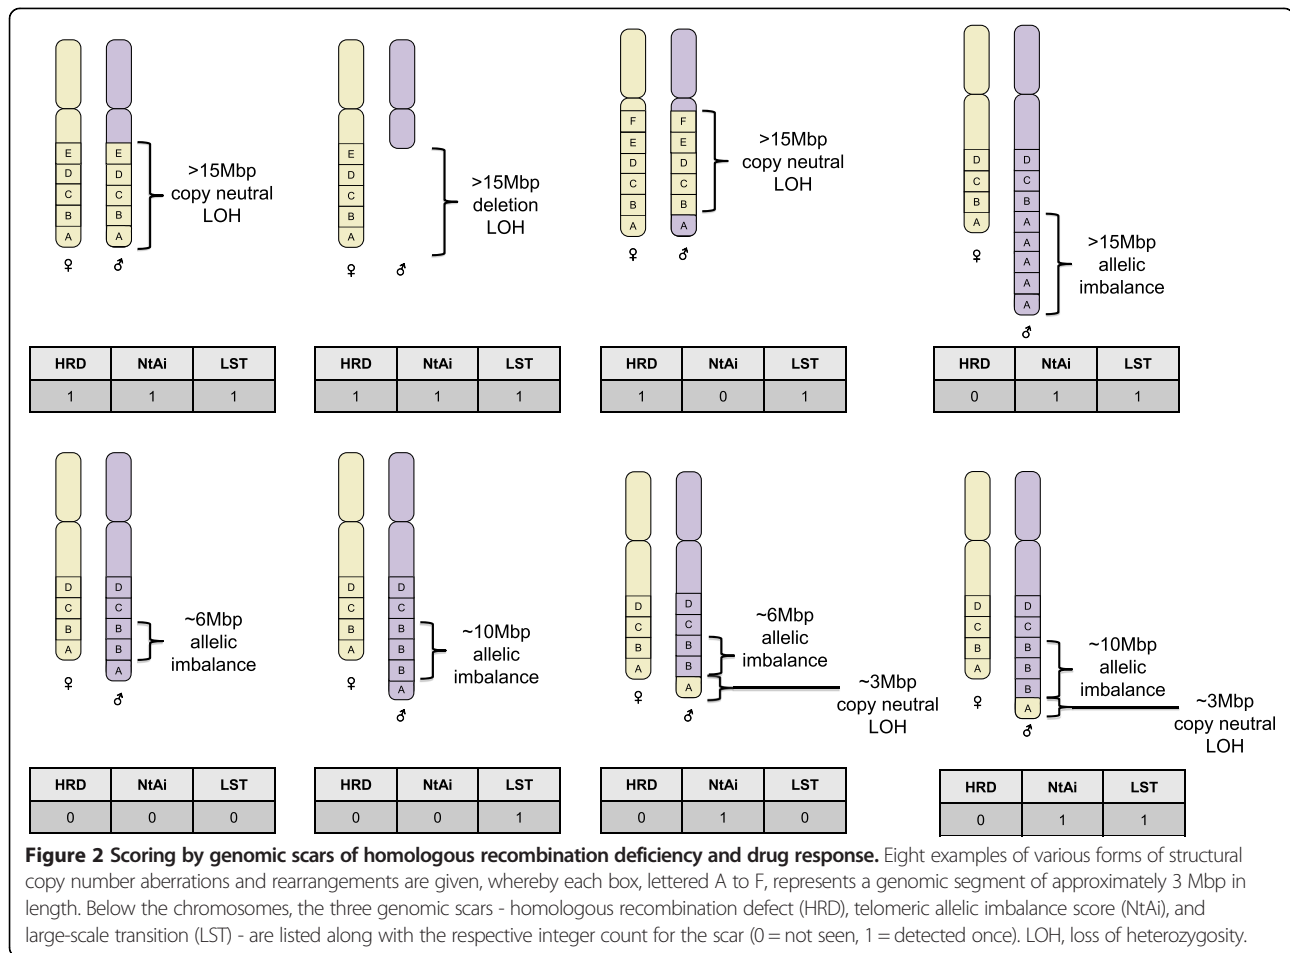 E E
D D
C C
B B
A A
♀ ♂
>15Mbp
copy neutral
LOH
HRD NtAi LST
1 1 1
E
D
C
B
A
♀ ♂
>15Mbp
deletion
LOH
HRD NtAi LST
1 1 1
F F
E E
D D
C C
B B
A A
♀ ♂
>15Mbp
copy neutral
LOH
HRD NtAi LST
1 0 1
D D
C C
B B
A A
A
A
A
A
♀
♂
>15Mbp
allelic
imbalance
HRD NtAi LST
0 1 1
D D
C C
B B
A B
A
♀ ♂
~6Mbp
allelic
imbalance
HRD NtAi LST
0 0 0
D D
C C
B B
A B
B
A
♀
♂
~10Mbp
allelic
imbalance
HRD NtAi LST
0 0 1
D D
C C
B B
A B
A
♀ ♂
~6Mbp
allelic
imbalance
~3Mbp
copy neutral
LOH
HRD NtAi LST
0 1 0
D D
C C
B B
A B
B
A
♀
♂
~10Mbp
allelic
imbalance
~3Mbp
copy neutral
LOH
HRD NtAi LST
0 1 1
Figure 2 Scoring by genomic scars of homologous recombination deficiency and drug response. Eight examples of various forms of structural
copy number aberrations and rearrangements are given, whereby each box, lettered A to F, represents a genomic segment of approximately 3 Mbp in
length. Below the chromosomes, the three genomic scars - homologous recombination defect (HRD), telomeric allelic imbalance score (NtAi), and
large-scale transition (LST) - are listed along with the respective integer count for the scar (0 = not seen, 1 = detected once). LOH, loss of heterozygosity.